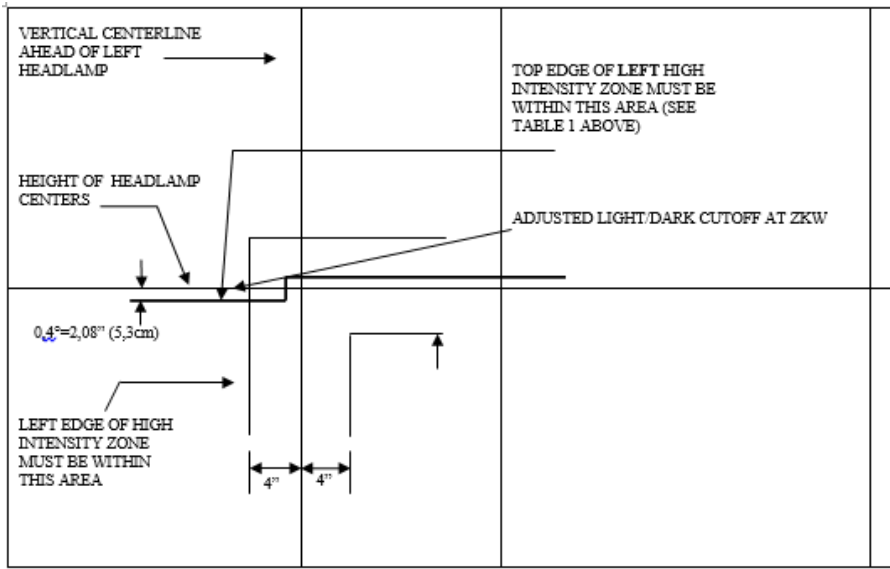 VERTICAL CENTERLINE
AHEAD OF LEFT
HEADLAMP
TOP EDGE OF LEFT HIGH
INTENSITY ZONE MUST BE
WITHIN THIS AREA (SEE
TABLE 1 ABOVE)
HEIGHT OF HEADLAMP
CENTERS
ADJUSTED LIGHT/DARK CUTOFF AT ZKW
0,4°=2,08” (5,3cm)
LEFT EDGE OF HIGH
INTENSITY ZONE
MUST BE WITHIN
THIS AREA
4” 4”